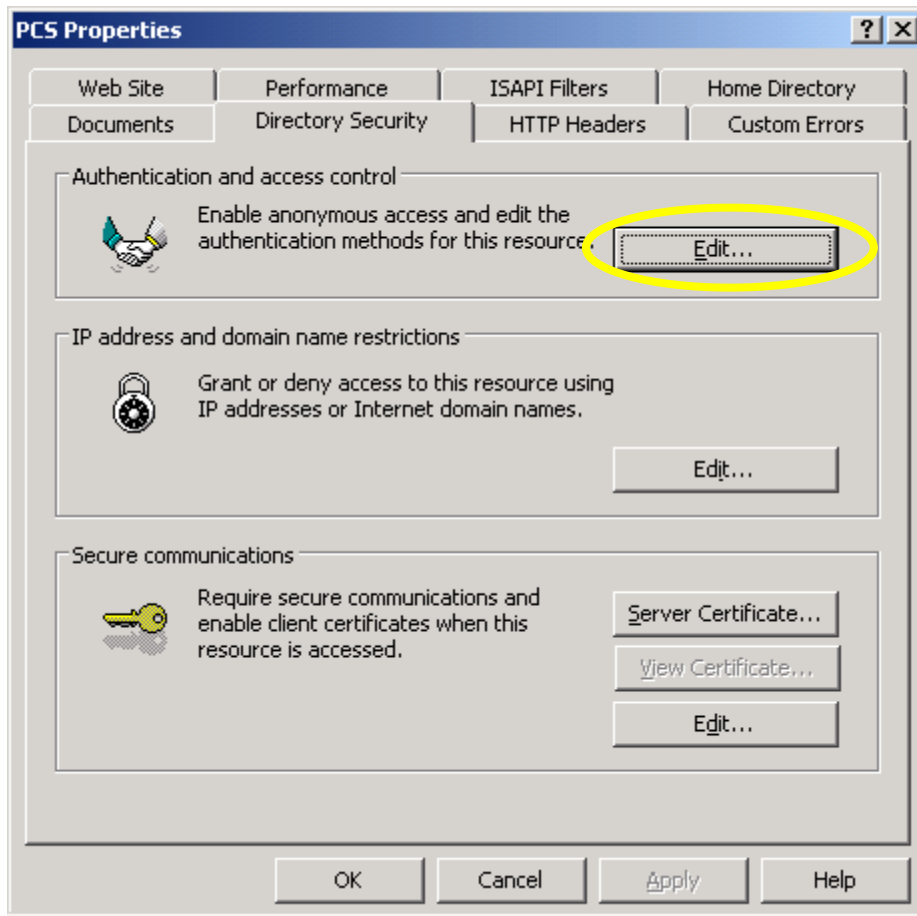 PCS Properties
Web Site
Performance
ISAPI Filters
Home Directory
Documents
Directory Security
HTTP Headers
Custom Errors
Authentication and access control
Enable anonymous access and edit the
authentication methods for this resource.
Edit...
IP address and domain name restrictions
Grant or deny access to this resource using
IP addresses or Internet domain names.
Edit...
Secure communications
Require secure communications and
enable client certificates when this
resource is accessed.
Server Certificate...
View Certificate...
Edit...
OK
Cancel
Apply
Help